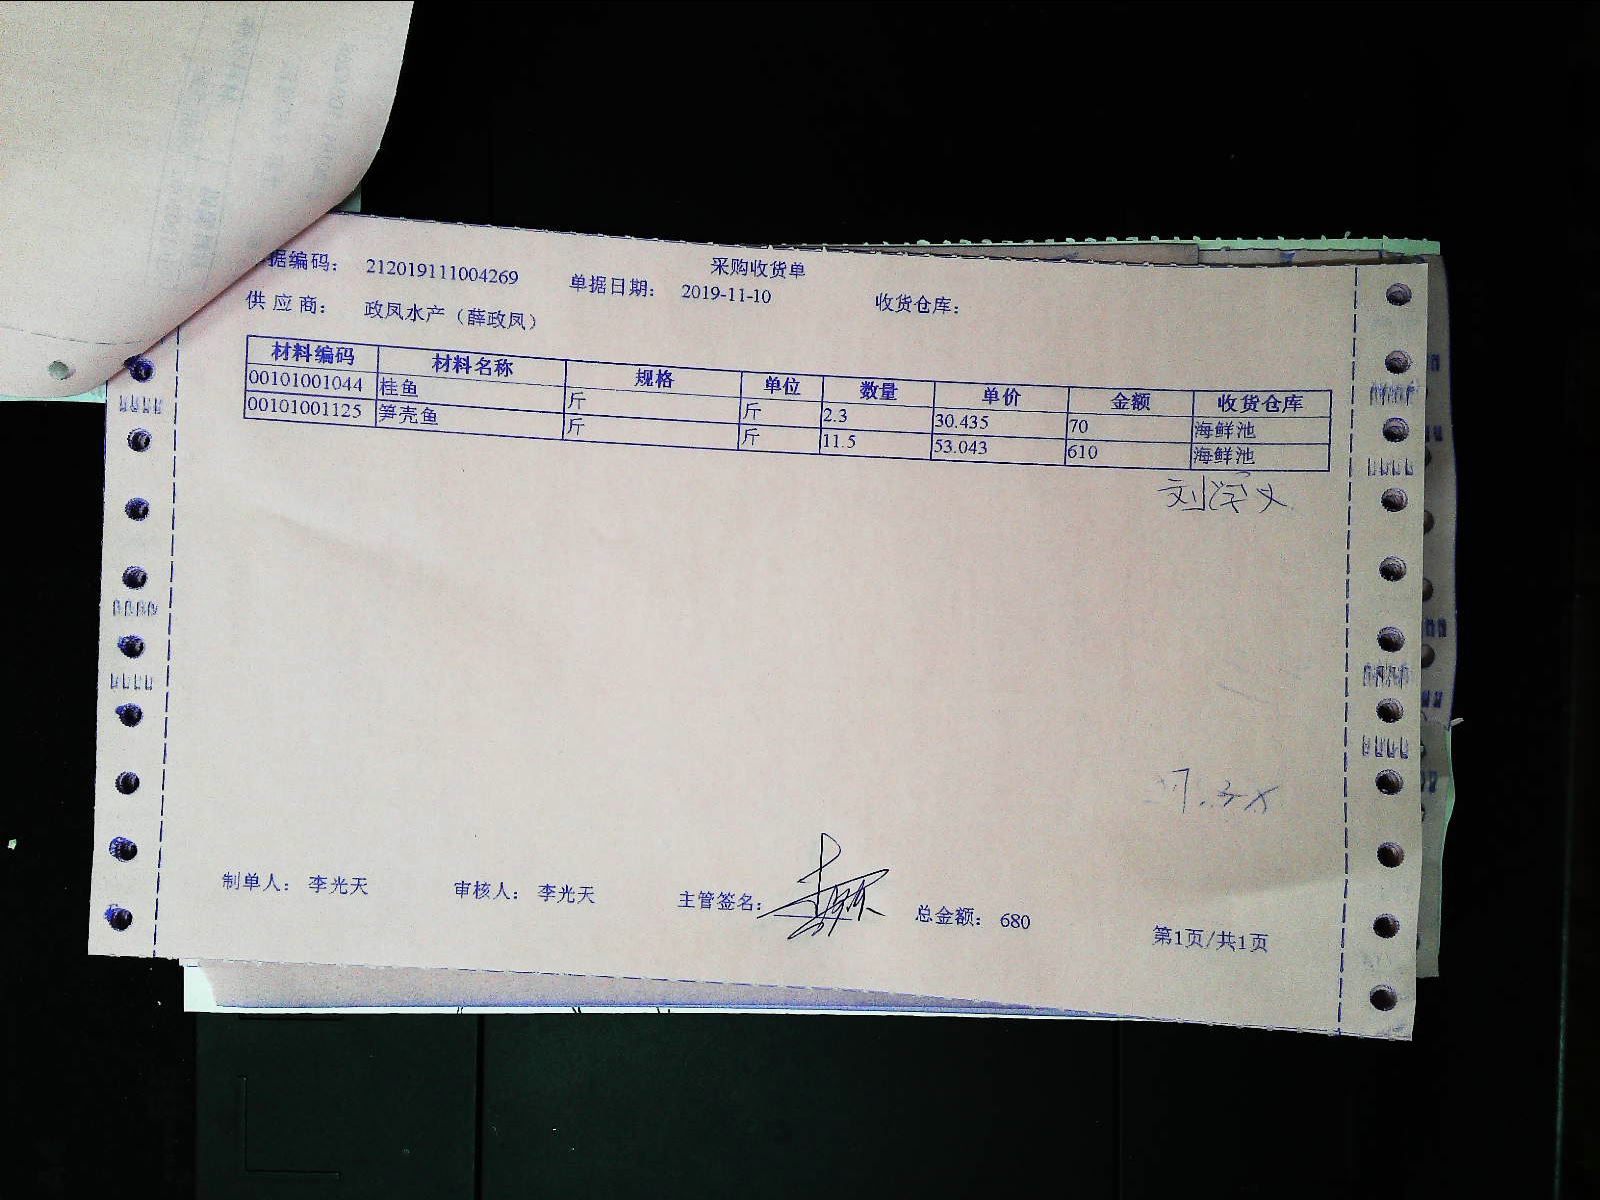 采购收货单
据编码： 212019111004269 单据日期： 2019-11-10 收货仓库：
供 应 商： 政凤水产（薛政凤）
材料编码 材料名称 规格 单位 数量 单价 金额 收货仓库
00101001044 桂鱼 斤 斤 2.3 30.435 70 海鲜池
00101001125 笋壳鱼 斤 斤 11.5 53.043 610 海鲜池
制单人： 李光天 审核人： 李光天 主管签名： 总金额： 680
第1页/共1页